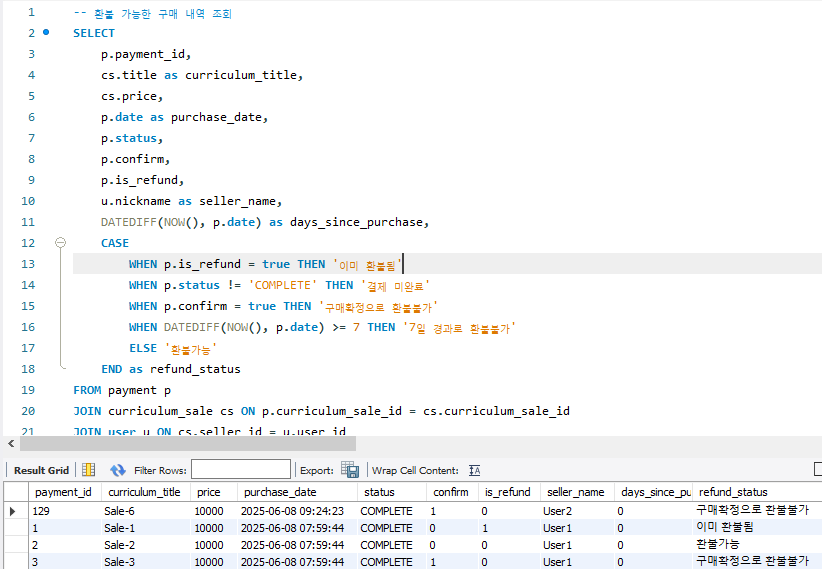 1 -- 환불 가능한 구매 내역 조회
2 SELECT
3 p.payment_id,
4 cs.title as curriculum_title,
5 cs.price,
6 p.date as purchase_date,
7 p.status,
8 p.confirm,
9 p.is_refund,
10 u.nickname as seller_name,
11 DATEDIFF(NOW(), p.date) as days_since_purchase,
12 CASE
13 WHEN p.is_refund = true THEN '이미 환불됨'
14 WHEN p.status != 'COMPLETE' THEN '결제 미완료'
15 WHEN p.confirm = true THEN '구매확정으로 환불불가'
16 WHEN DATEDIFF(NOW(), p.date) >= 7 THEN '7일 경과로 환불불가'
17 ELSE '환불가능'
18 END as refund_status
19 FROM payment p
20 JOIN curriculum_sale cs ON p.curriculum_sale_id = cs.curriculum_sale_id
21 JOIN user u ON cs.seller_id = u.user_id
Result Grid Filter Rows: Export: Wrap Cell Content:
payment_id curriculum_title price purchase_date status confirm is_refund seller_name days_since_pu refund_status
129 Sale-6 10000 2025-06-08 09:24:23 COMPLETE 1 0 User2 0 구매확정으로 환불불가
1 Sale-1 10000 2025-06-08 07:59:44 COMPLETE 0 1 User1 0 이미 환불됨
2 Sale-2 10000 2025-06-08 07:59:44 COMPLETE 0 0 User1 0 환불가능
3 Sale-3 10000 2025-06-08 07:59:44 COMPLETE 1 0 User1 0 구매확정으로 환불불가